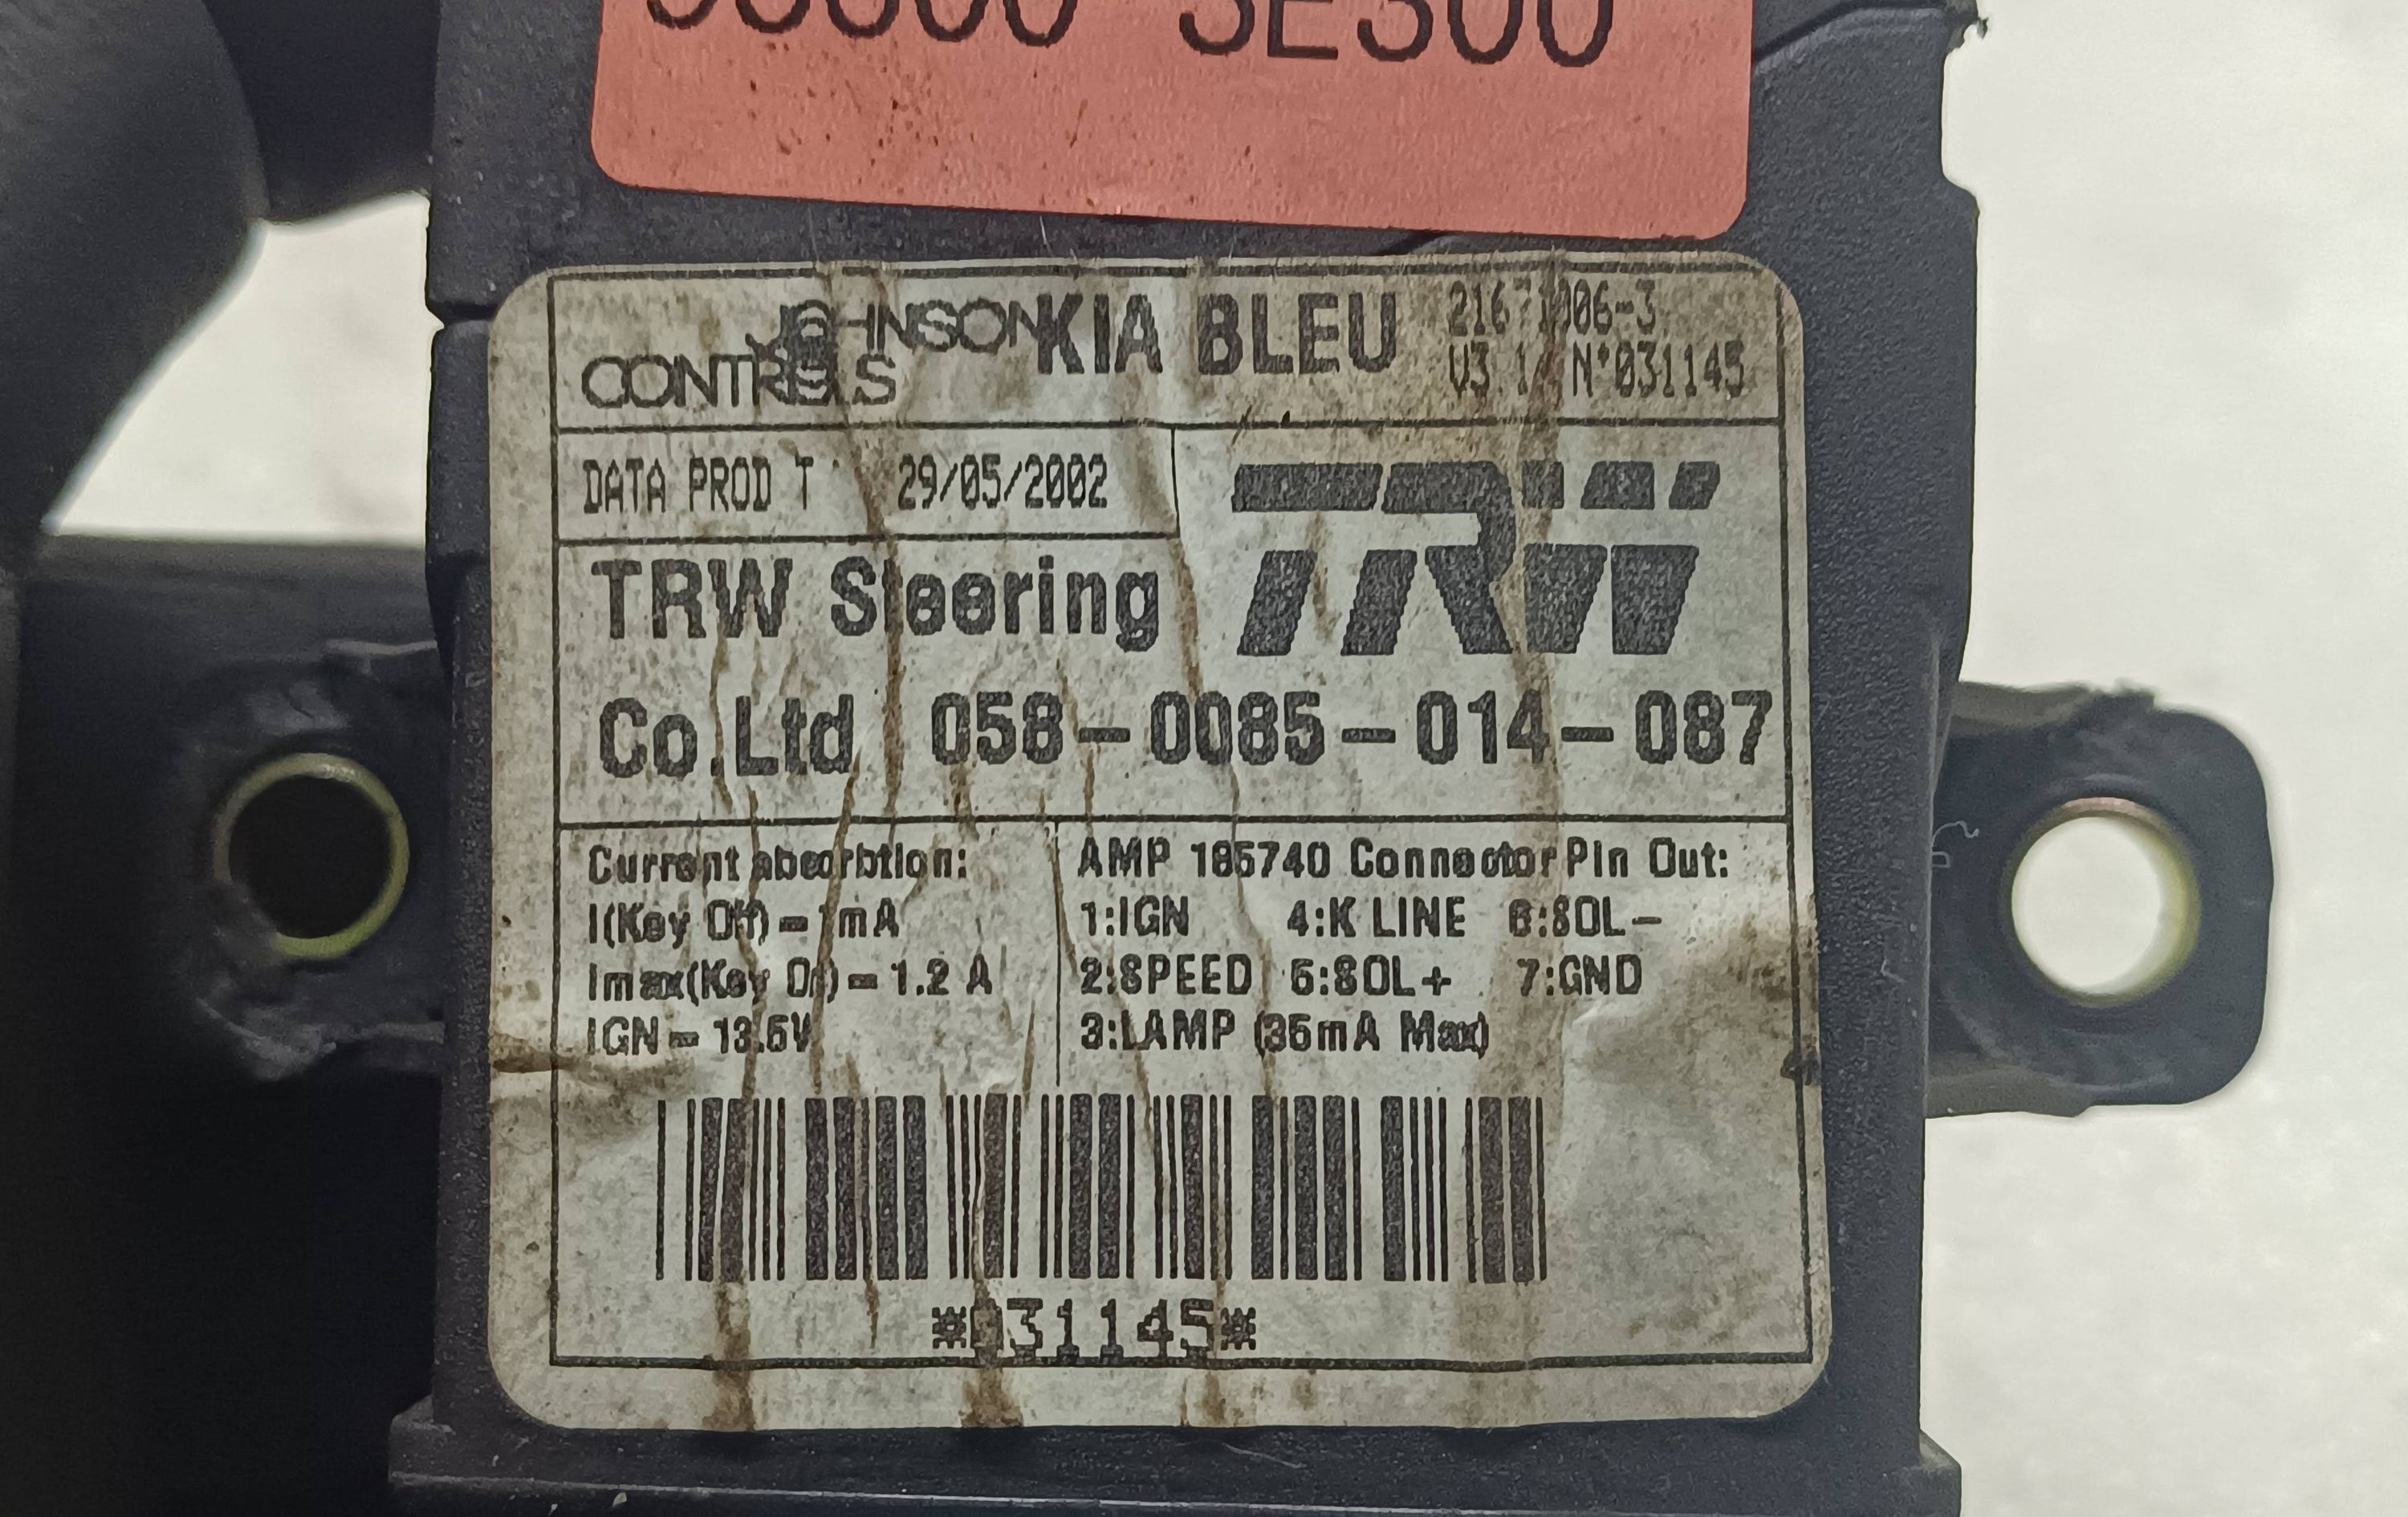 3E300
JOHNSON
CONTROLS
KIA BLEU
21671006-3
V3.1/ N°031145
DATA PROD T 29/05/2002
TRW
TRW Steering
Co.Ltd 058-0085-014-087
Current absorbtion:
I(Key Off)=1mA
Imax(Key On)=1.2 A
IGN=13.5V
AMP 185740 Connector Pin Out:
1:IGN 4:K LINE 6:SOL-
2:SPEED 5:SOL+ 7:GND
3:LAMP (35mA Max)
*031145*